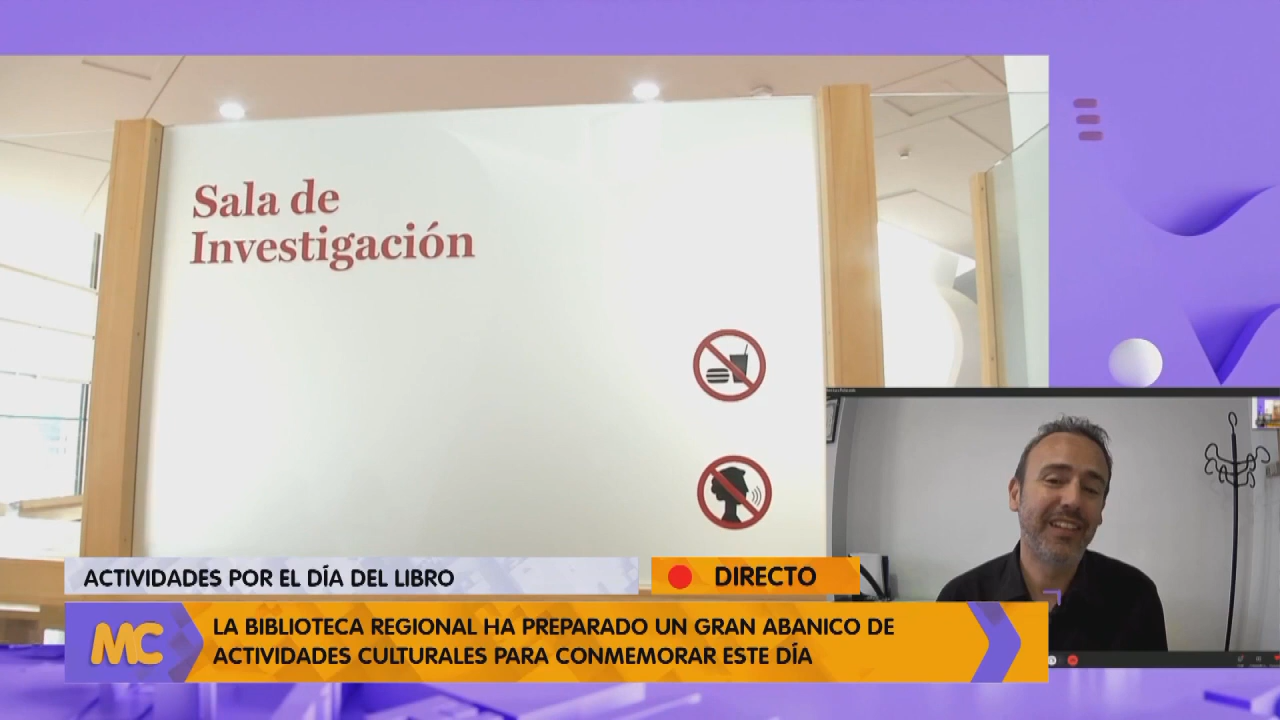 Sala de
Investigación
ACTIVIDADES POR EL DÍA DEL LIBRO
DIRECTO
MC
LA BIBLIOTECA REGIONAL HA PREPARADO UN GRAN ABANICO DE
ACTIVIDADES CULTURALES PARA CONMEMORAR ESTE DÍA